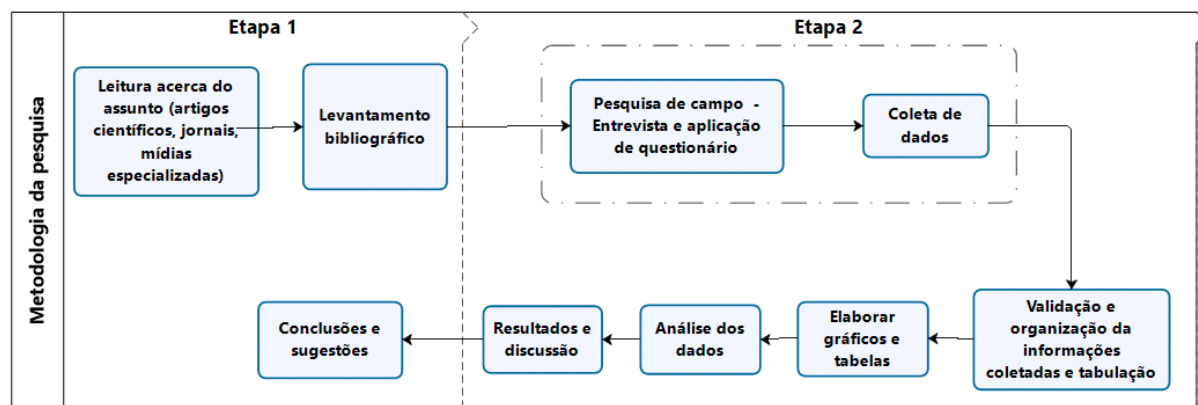 Metodologia da pesquisa
Etapa 1
Etapa 2
Leitura acerca do
assunto (artigos
científicos, jornais,
mídias
especializadas)
Levantamento
bibliográfico
Pesquisa de campo -
Entrevista e aplicação
de questionário
Coleta de
dados
Validação e
organização da
informações
coletadas e tabulação
Elaborar
gráficos e
tabelas
Análise dos
dados
Resultados e
discussão
Conclusões e
sugestões